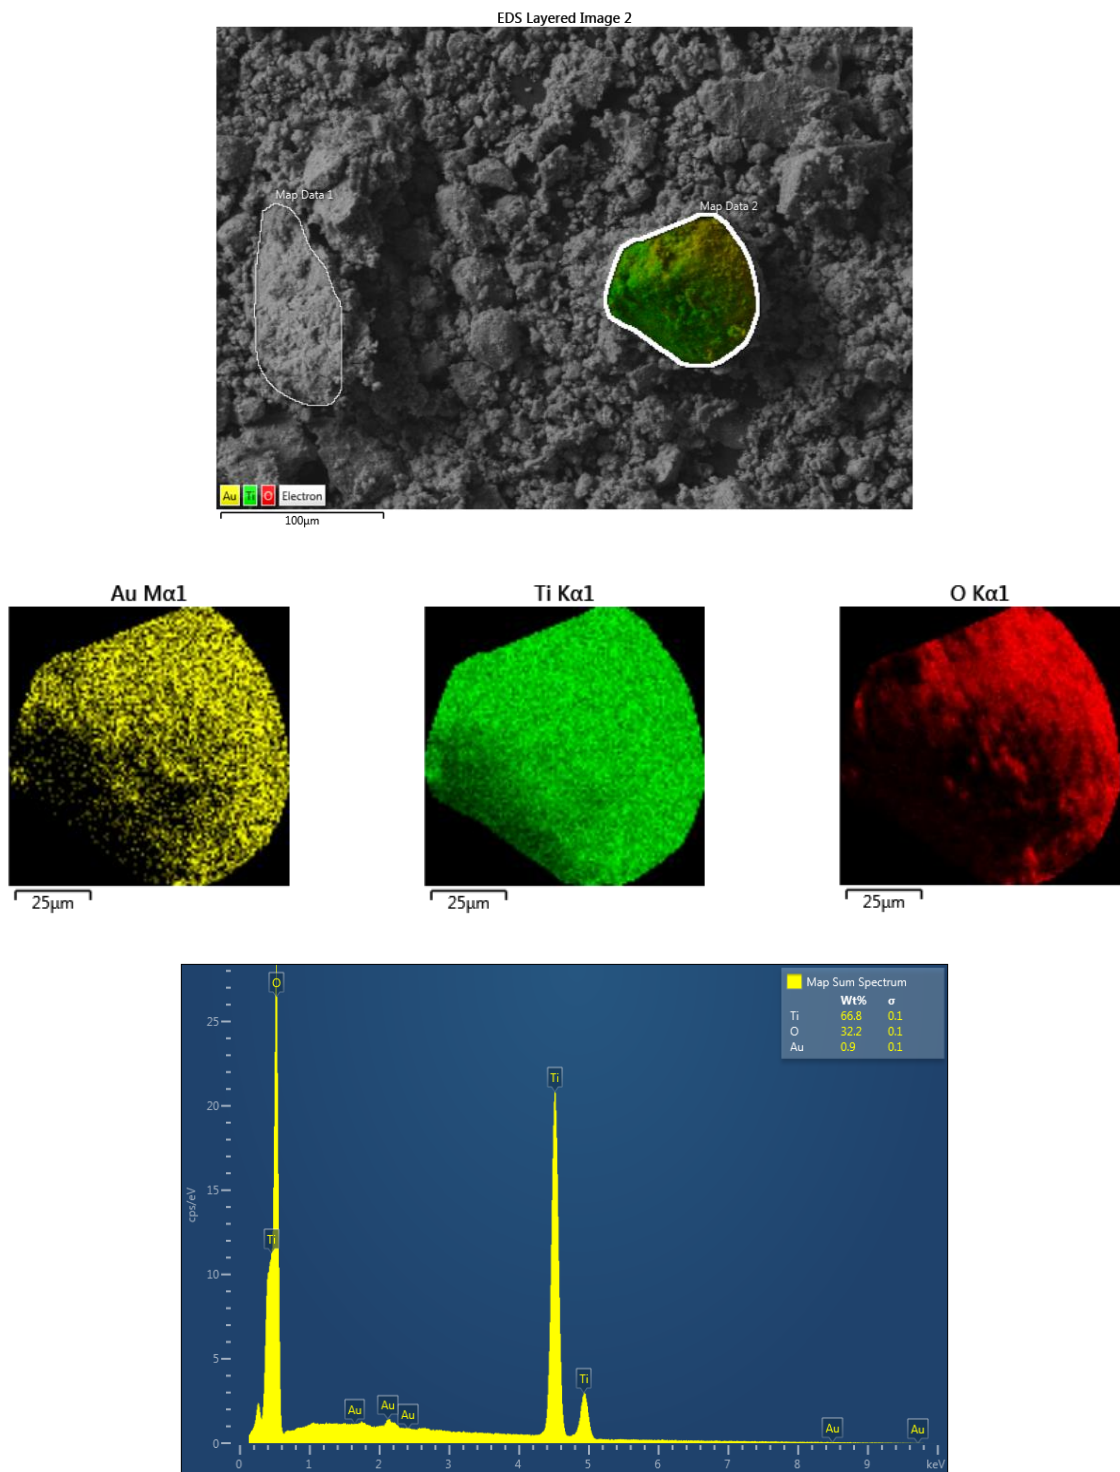 EDS Layered Image 2
Map Data 1
Map Data 2
Au Ti O Electron
100µm
Au Mα1
Ti Kα1
O Kα1
25µm
25µm
25µm
Map Sum Spectrum
Wt% σ
Ti 66.8 0.1
O 32.2 0.1
Au 0.9 0.1
cps/eV
25
20
15
10
5
0
O
Ti
Ti
Ti
Au
Au
Au
Au
Au
0 1 2 3 4 5 6 7 8 9 keV